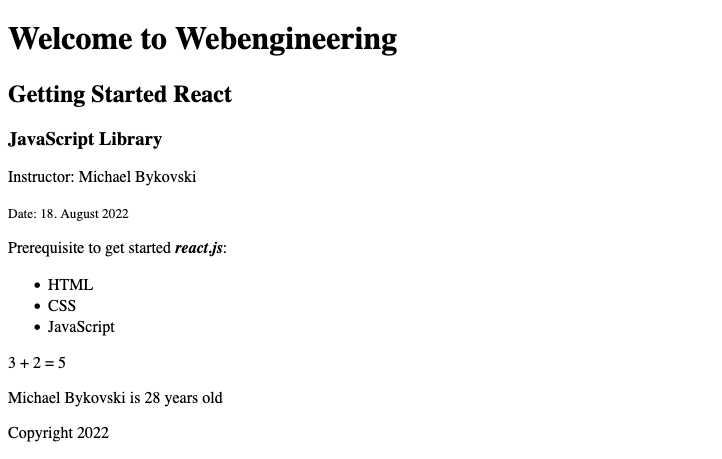 Welcome to Webengineering
Getting Started React
JavaScript Library
Instructor: Michael Bykovski
Date: 18. August 2022
Prerequisite to get started react.js:
• HTML
• CSS
• JavaScript
3 + 2 = 5
Michael Bykovski is 28 years old
Copyright 2022